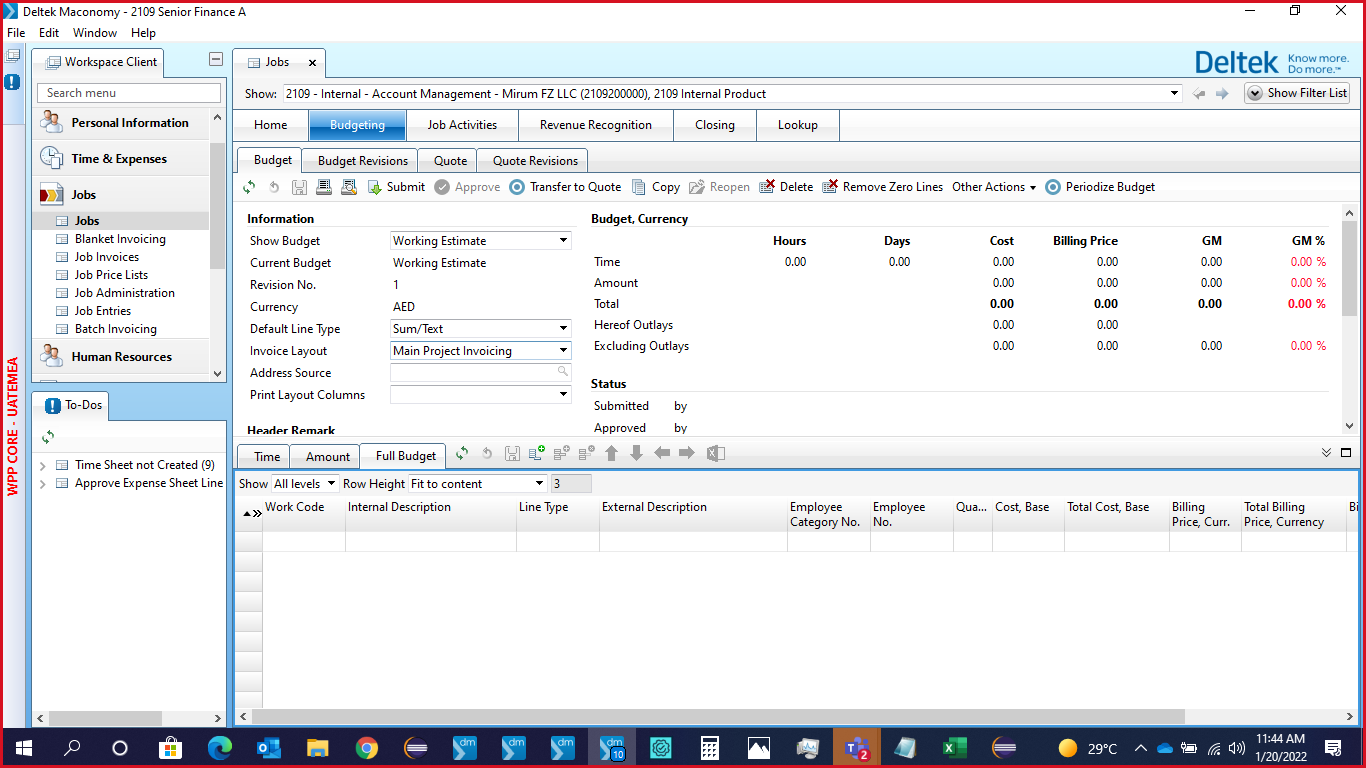 Deltek Maconomy - 2109 Senior Finance A
File Edit Window Help
Workspace Client
Jobs
Deltek Know more. Do more.™
Search menu
Show: 2109 - Internal - Account Management - Mirum FZ LLC (2109200000), 2109 Internal Product
Show Filter List
Personal Information
Time & Expenses
Jobs
Jobs
Blanket Invoicing
Job Invoices
Job Price Lists
Job Administration
Job Entries
Batch Invoicing
Human Resources
Home Budgeting Job Activities Revenue Recognition Closing Lookup
Budget Budget Revisions Quote Quote Revisions
Submit Approve Transfer to Quote Copy Reopen Delete Remove Zero Lines Other Actions Periodize Budget
Information
Show Budget Working Estimate
Current Budget Working Estimate
Revision No. 1
Currency AED
Default Line Type Sum/Text
Invoice Layout Main Project Invoicing
Address Source
Print Layout Columns
Header Remark
Budget, Currency
Hours Days Cost Billing Price GM GM %
Time 0.00 0.00 0.00 0.00 0.00 0.00 %
Amount 0.00 0.00 0.00 0.00 %
Total 0.00 0.00 0.00 0.00 %
Hereof Outlays 0.00 0.00
Excluding Outlays 0.00 0.00 0.00 0.00 %
Status
Submitted by
Approved by
To-Dos
Time Sheet not Created (9)
Approve Expense Sheet Line
WPP CORE - UATEMEA
Time Amount Full Budget
Show All levels Row Height Fit to content 3
Work Code Internal Description Line Type External Description Employee Category No. Employee No. Qua... Cost, Base Total Cost, Base Billing Price, Curr. Total Billing Price, Currency Bi
dm dm dm dm 10 2
29°C
11:44 AM
1/20/2022